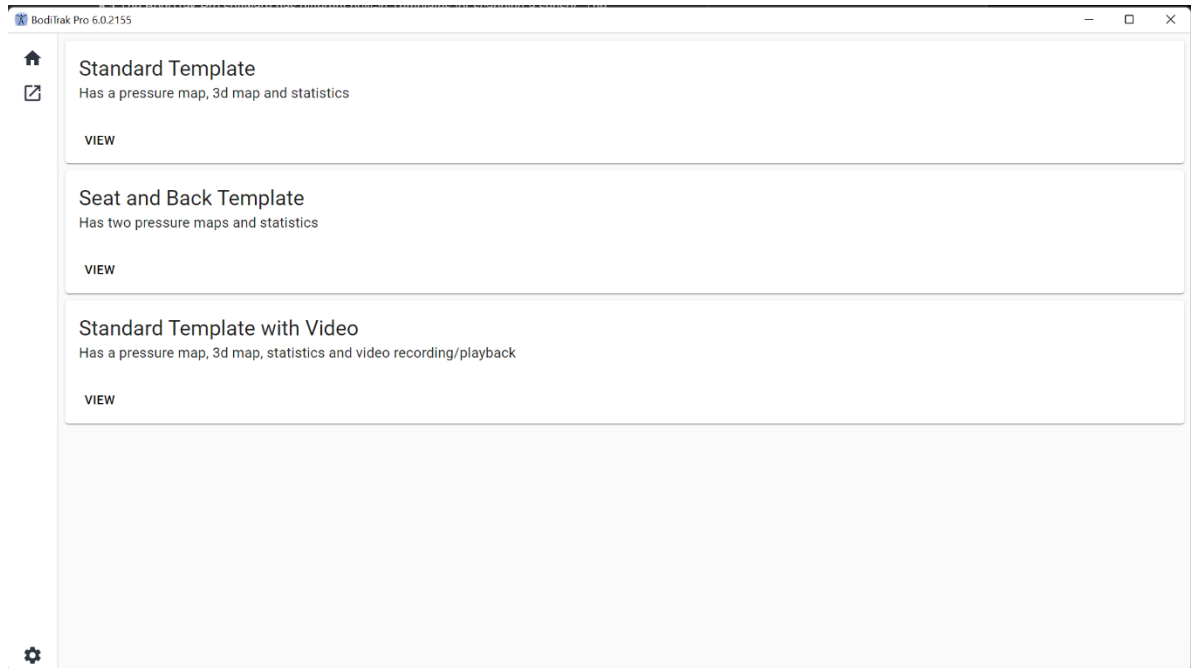 BodiTrak Pro 6.0.2155
Standard Template
Has a pressure map, 3d map and statistics
VIEW
Seat and Back Template
Has two pressure maps and statistics
VIEW
Standard Template with Video
Has a pressure map, 3d map, statistics and video recording/playback
VIEW